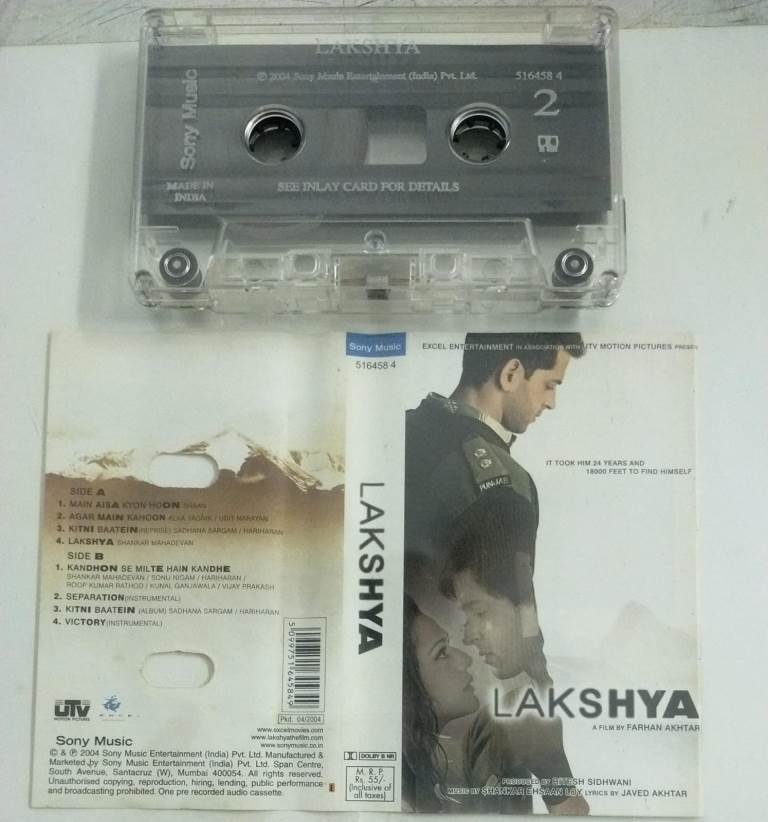 LAKSHYA
℗ 2004 Sony Music Entertainment (India) Pvt. Ltd.
516458 4
2
Sony Music
MADE IN
INDIA
SEE INLAY CARD FOR DETAILS
SIDE A
1. MAIN AISA KYON HOON SHAAN
2. AGAR MAIN KAHOON ALKA YAGNIK / UDIT NARAYAN
3. KITNI BAATEIN (REPRISE) SADHANA SARGAM / HARIHARAN
4. LAKSHYA SHANKAR MAHADEVAN
SIDE B
1. KANDHON SE MILTE HAIN KANDHE
SHANKAR MAHADEVAN / SONU NIGAM / HARIHARAN /
ROOP KUMAR RATHOD / KUNAL GANJAWALA / VIJAY PRAKASH
2. SEPARATION (INSTRUMENTAL)
3. KITNI BAATEIN (ALBUM) SADHANA SARGAM / HARIHARAN
4. VICTORY (INSTRUMENTAL)
5099751645849
Pkd. 04/2004
UTV
MOTION PICTURES
EXCEL
www.excelmovies.com
www.lakshyathefilm.com
www.sonymusic.co.in
Sony Music
© & ℗ 2004 Sony Music Entertainment (India) Pvt. Ltd. Manufactured &
Marketed by Sony Music Entertainment (India) Pvt. Ltd. Span Centre,
South Avenue, Santacruz (W), Mumbai 400054. All rights reserved.
Unauthorised copying, reproduction, hiring, lending, public performance
and broadcasting prohibited. One pre recorded audio cassette.
Sony Music
516458 4
LAKSHYA
DOLBY B NR
M. R. P.
Rs. 55/-
(Inclusive of
all taxes)
EXCEL ENTERTAINMENT IN ASSOCIATION WITH UTV MOTION PICTURES PRESEN
IT TOOK HIM 24 YEARS AND
18000 FEET TO FIND HIMSELF
PUNJAB
LAKSHYA
A FILM BY FARHAN AKHTAR
PRODUCED BY RITESH SIDHWANI
MUSIC BY SHANKAR EHSAAN LOY LYRICS BY JAVED AKHTAR